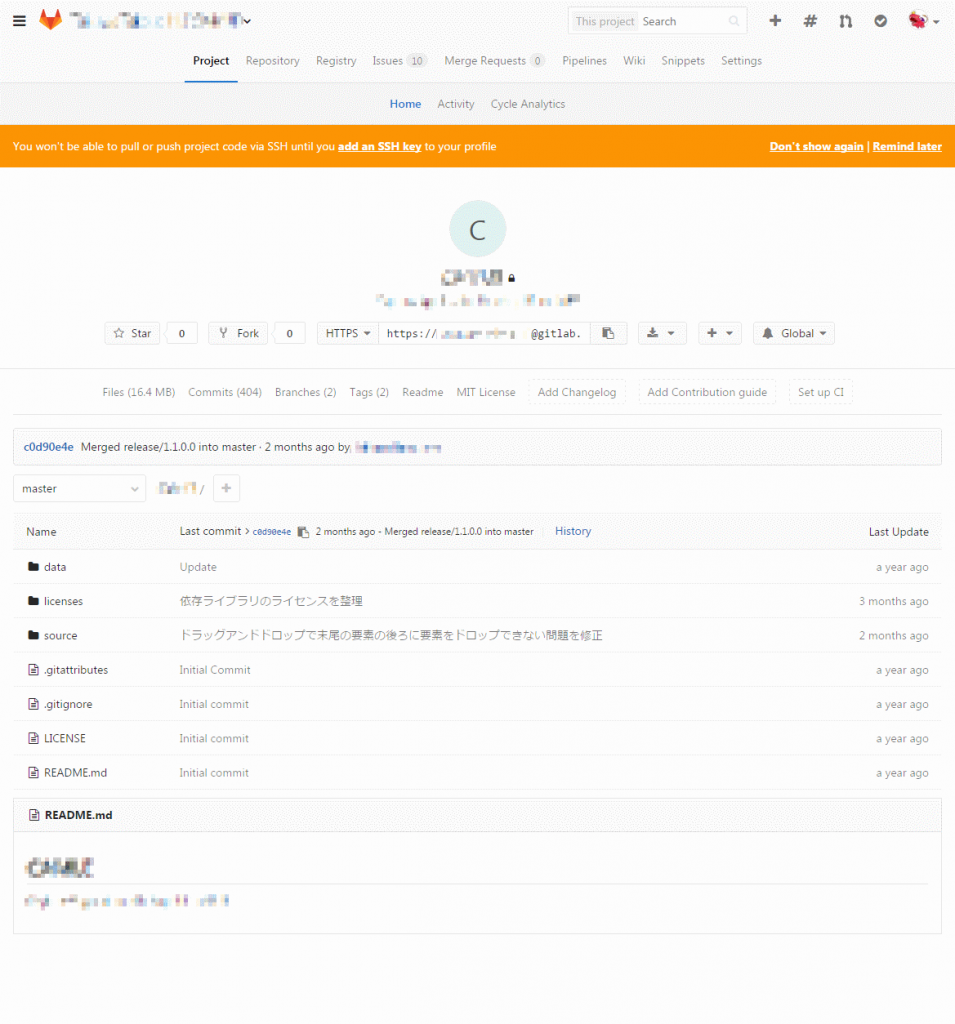 This project Search
Project Repository Registry Issues 10 Merge Requests 0 Pipelines Wiki Snippets Settings
Home Activity Cycle Analytics
You won't be able to pull or push project code via SSH until you add an SSH key to your profile Don't show again | Remind later
C
Star 0 Fork 0 HTTPS https:// @gitlab. Global
Files (16.4 MB) Commits (404) Branches (2) Tags (2) Readme MIT License Add Changelog Add Contribution guide Set up CI
c0d90e4e Merged release/1.1.0.0 into master · 2 months ago by
master / +
Name Last commit > c0d90e4e 2 months ago - Merged release/1.1.0.0 into master History Last Update
data Update a year ago
licenses 依存ライブラリのライセンスを整理 3 months ago
source ドラッグアンドドロップで末尾の要素の後ろに要素をドロップできない問題を修正 2 months ago
.gitattributes Initial Commit a year ago
.gitignore Initial commit a year ago
LICENSE Initial commit a year ago
README.md Initial commit a year ago
README.md